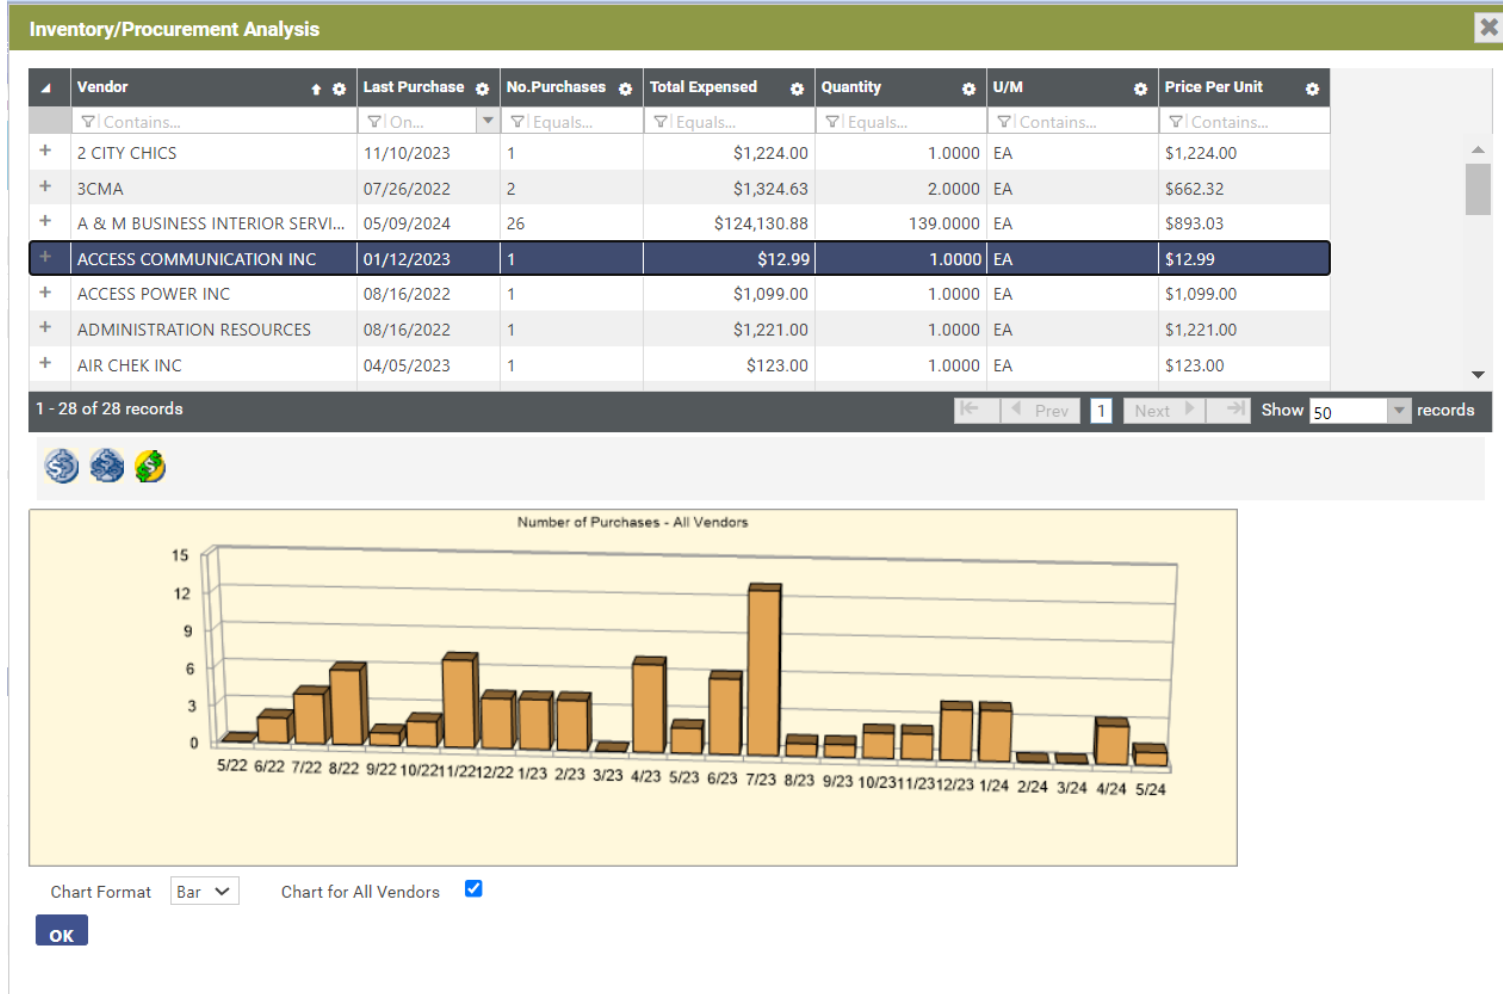 Inventory/Procurement Analysis
Vendor Last Purchase No.Purchases Total Expensed Quantity U/M Price Per Unit
Contains... On... Equals... Equals... Equals... Contains... Contains...
2 CITY CHICS 11/10/2023 1 $1,224.00 1.0000 EA $1,224.00
3CMA 07/26/2022 2 $1,324.63 2.0000 EA $662.32
A & M BUSINESS INTERIOR SERVI... 05/09/2024 26 $124,130.88 139.0000 EA $893.03
ACCESS COMMUNICATION INC 01/12/2023 1 $12.99 1.0000 EA $12.99
ACCESS POWER INC 08/16/2022 1 $1,099.00 1.0000 EA $1,099.00
ADMINISTRATION RESOURCES 08/16/2022 1 $1,221.00 1.0000 EA $1,221.00
AIR CHEK INC 04/05/2023 1 $123.00 1.0000 EA $123.00
1 - 28 of 28 records Prev 1 Next Show 50 records
Number of Purchases - All Vendors
15
12
9
6
3
0
5/22 6/22 7/22 8/22 9/22 10/22 11/22 12/22 1/23 2/23 3/23 4/23 5/23 6/23 7/23 8/23 9/23 10/23 11/23 12/23 1/24 2/24 3/24 4/24 5/24
Chart Format Bar Chart for All Vendors
OK